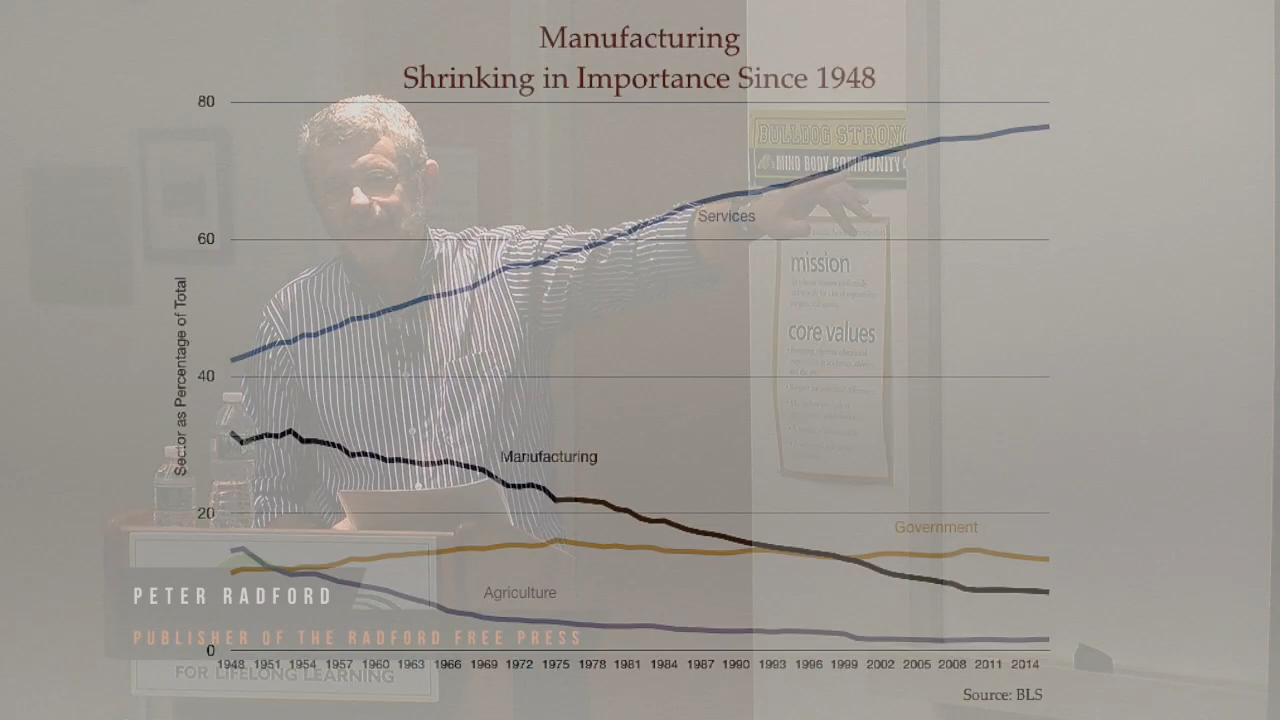 Manufacturing
Shrinking in Importance Since 1948
80
BULLDOG STRONG
MIND BODY COMMUNITY
Services
60
mission
core values
Sector as Percentage of Total
40
Manufacturing
20
Government
Agriculture
PETER RADFORD
PUBLISHER OF THE RADFORD FREE PRESS
0
1948 1951 1954 1957 1960 1963 1966 1969 1972 1975 1978 1981 1984 1987 1990 1993 1996 1999 2002 2005 2008 2011 2014
FOR LIFELONG LEARNING
Source: BLS